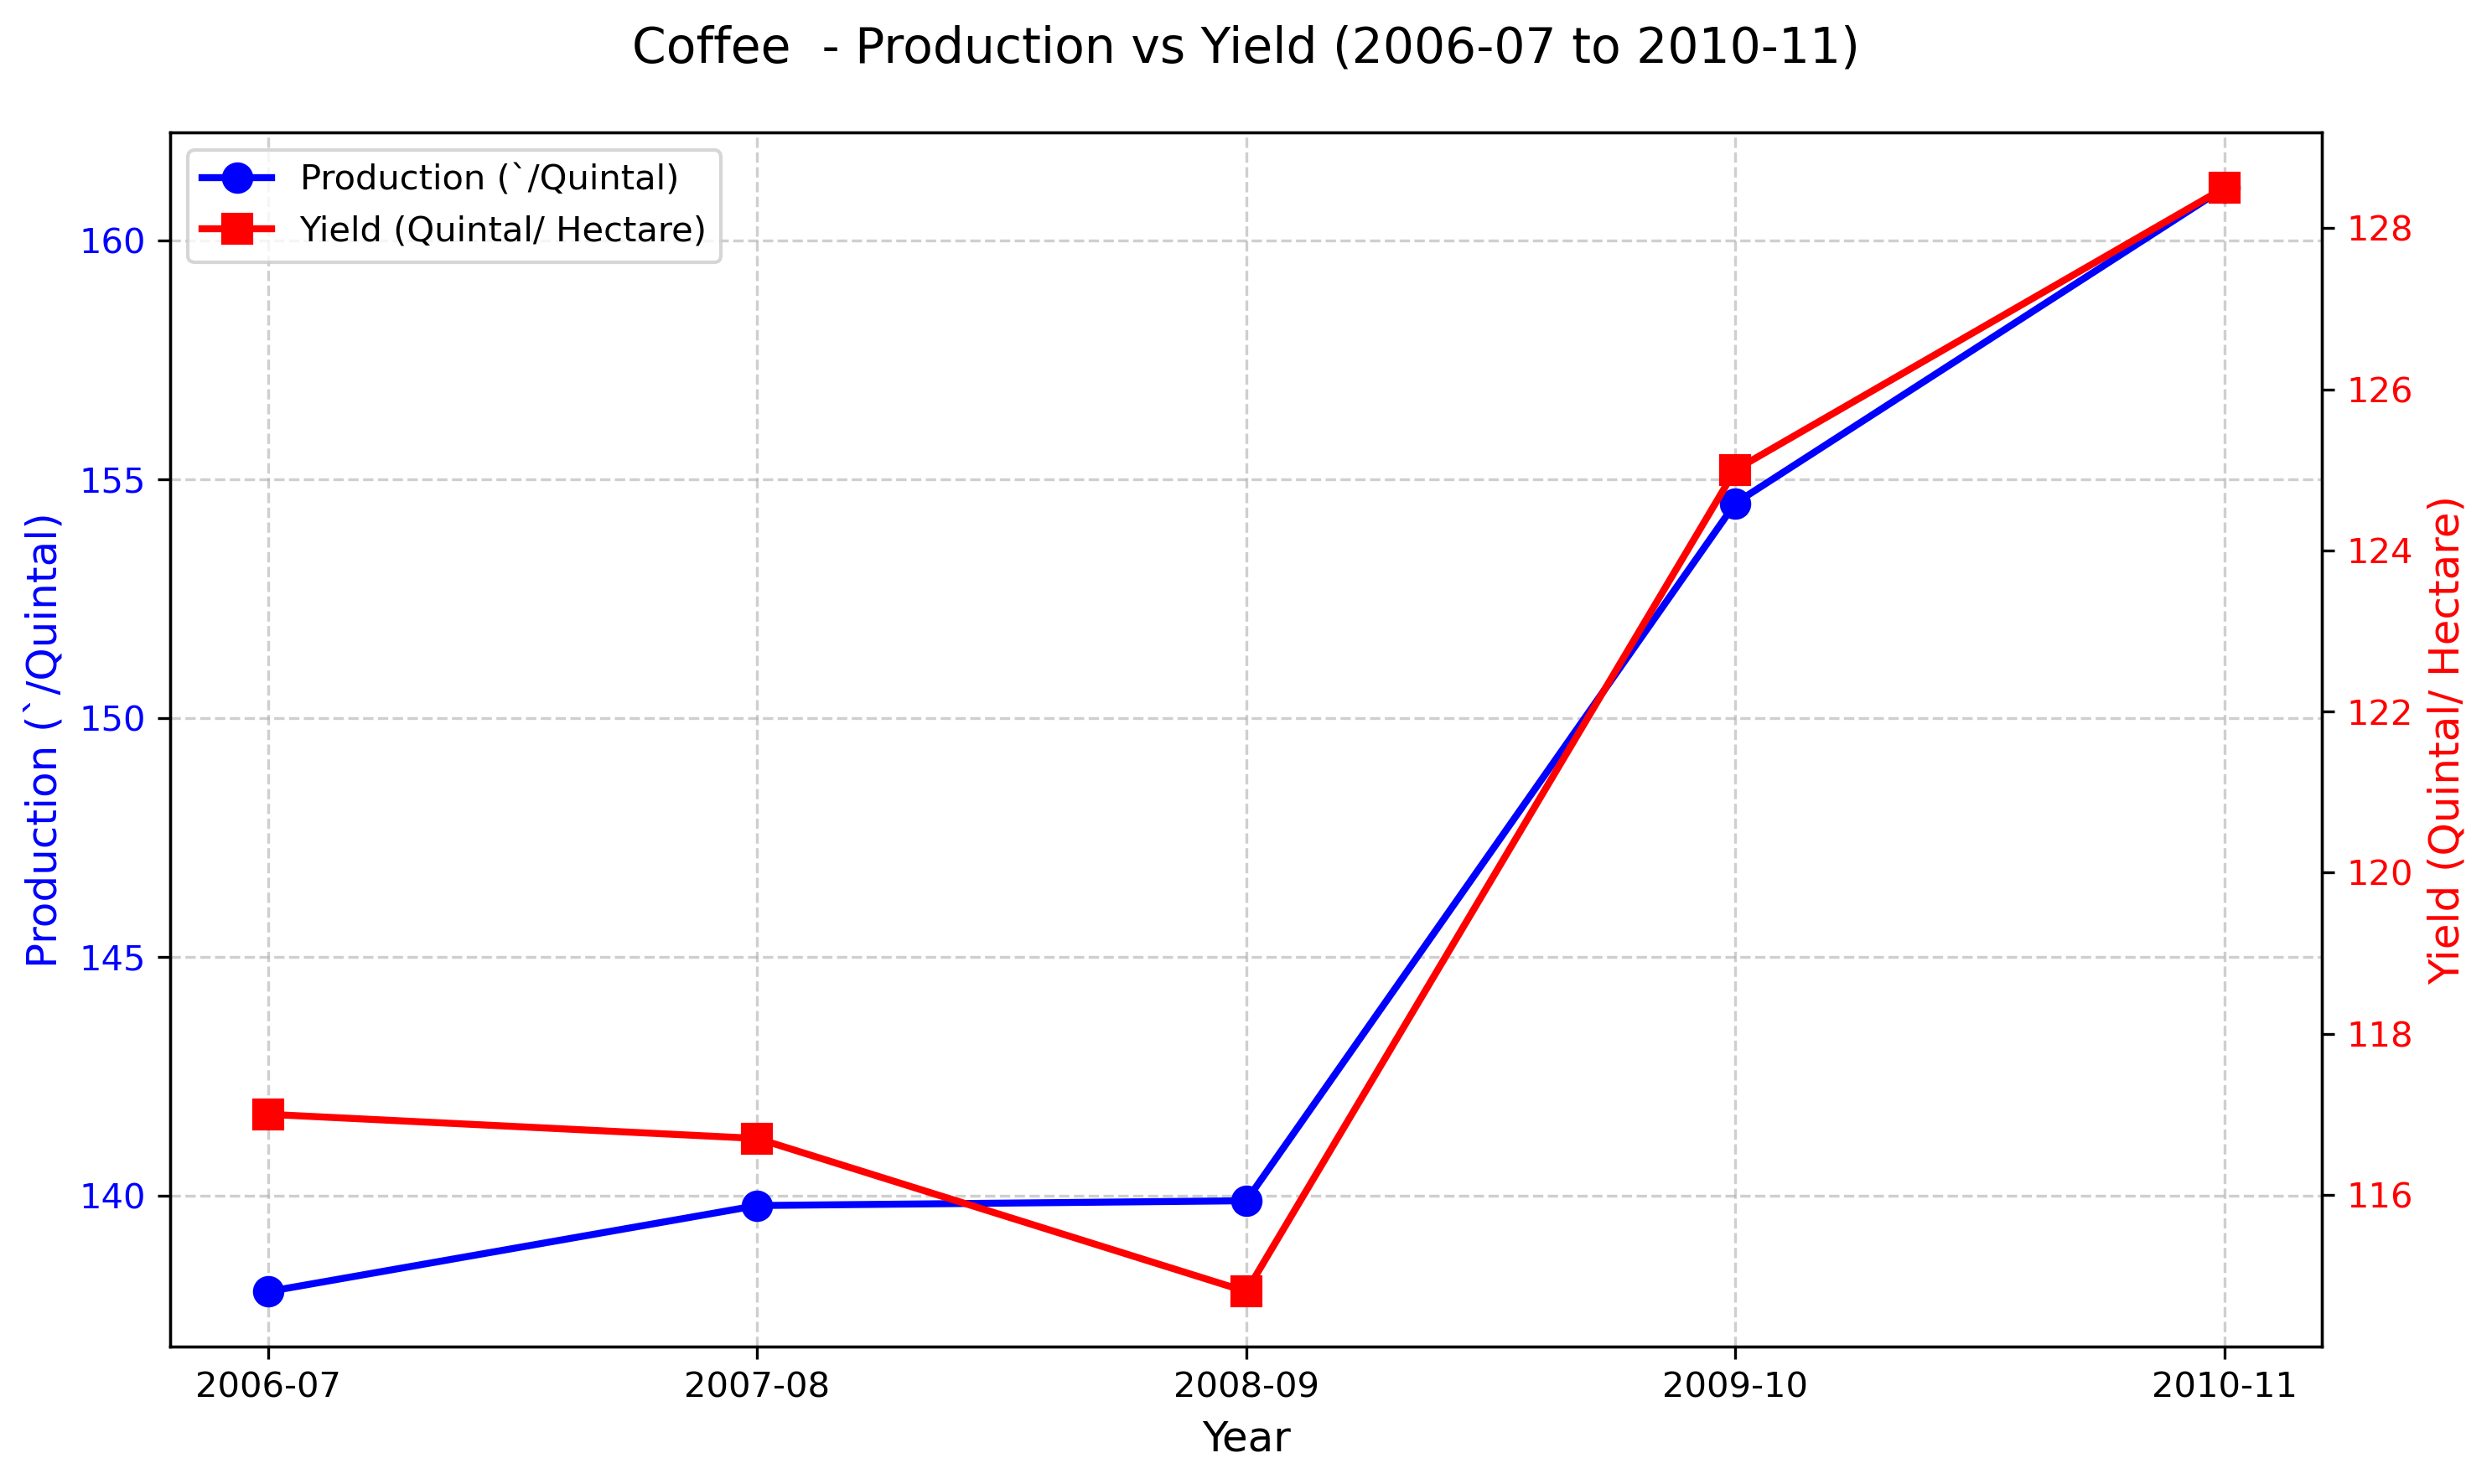 Coffee  - Production vs Yield (2006-07 to 2010-11)
Production (`/Quintal)
Yield (Quintal/ Hectare)
160
155
150
145
140
Production (`/Quintal)
128
126
124
122
120
118
116
Yield (Quintal/ Hectare)
2006-07 2007-08 2008-09 2009-10 2010-11
Year